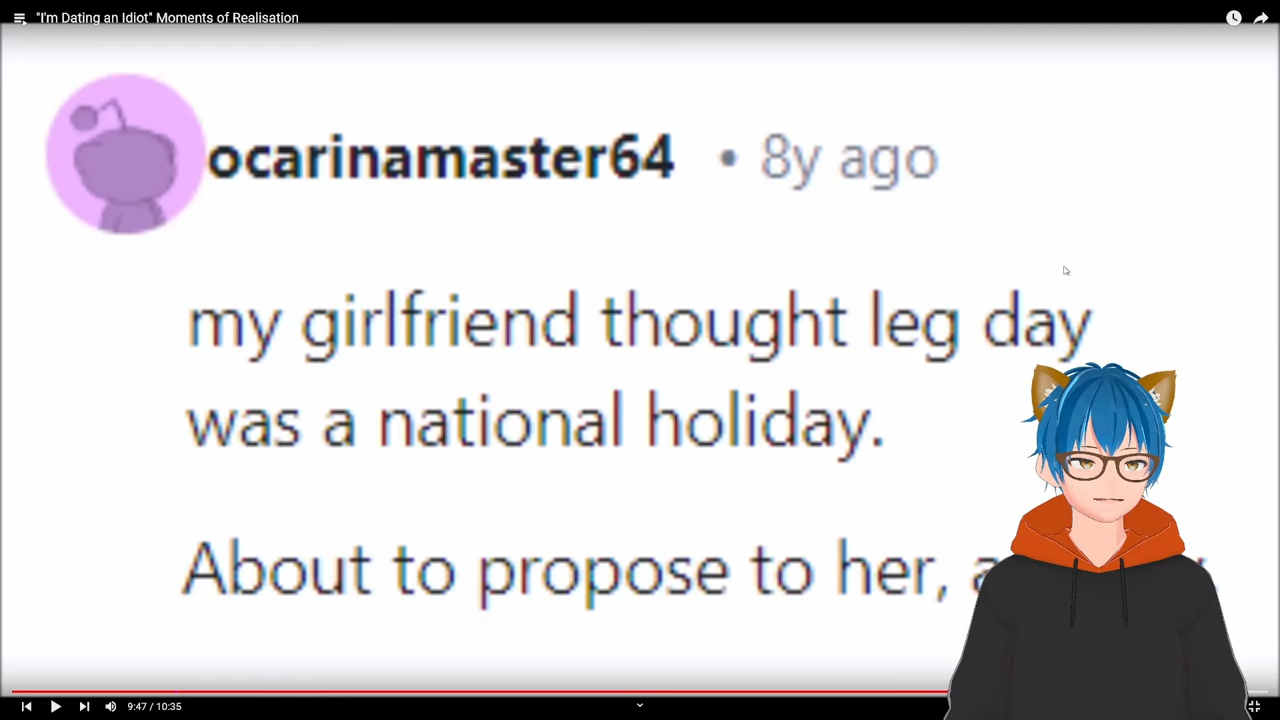 "I'm Dating an Idiot" Moments of Realisation
ocarinamaster64 • 8y ago
my girlfriend thought leg day
was a national holiday.
About to propose to her,
9:47 / 10:35